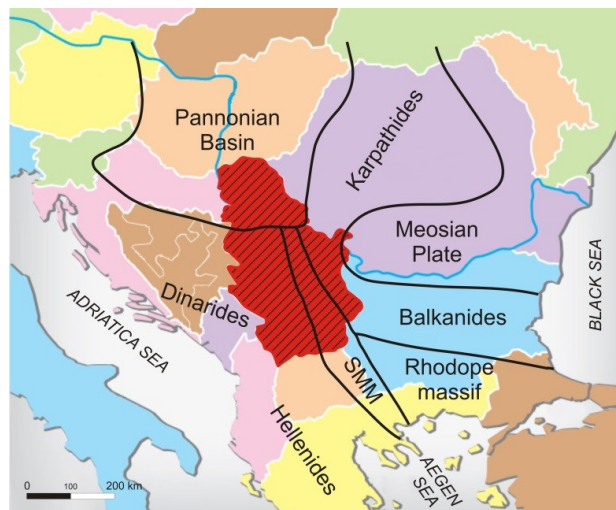 Pannonian
Basin
Karpathides
Meosian
Plate
BLACK SEA
Dinarides
ADRIATICA SEA
Balkanides
SMM
Rhodope
massif
Hellenides
AEGEN
SEA
0 100 200 km